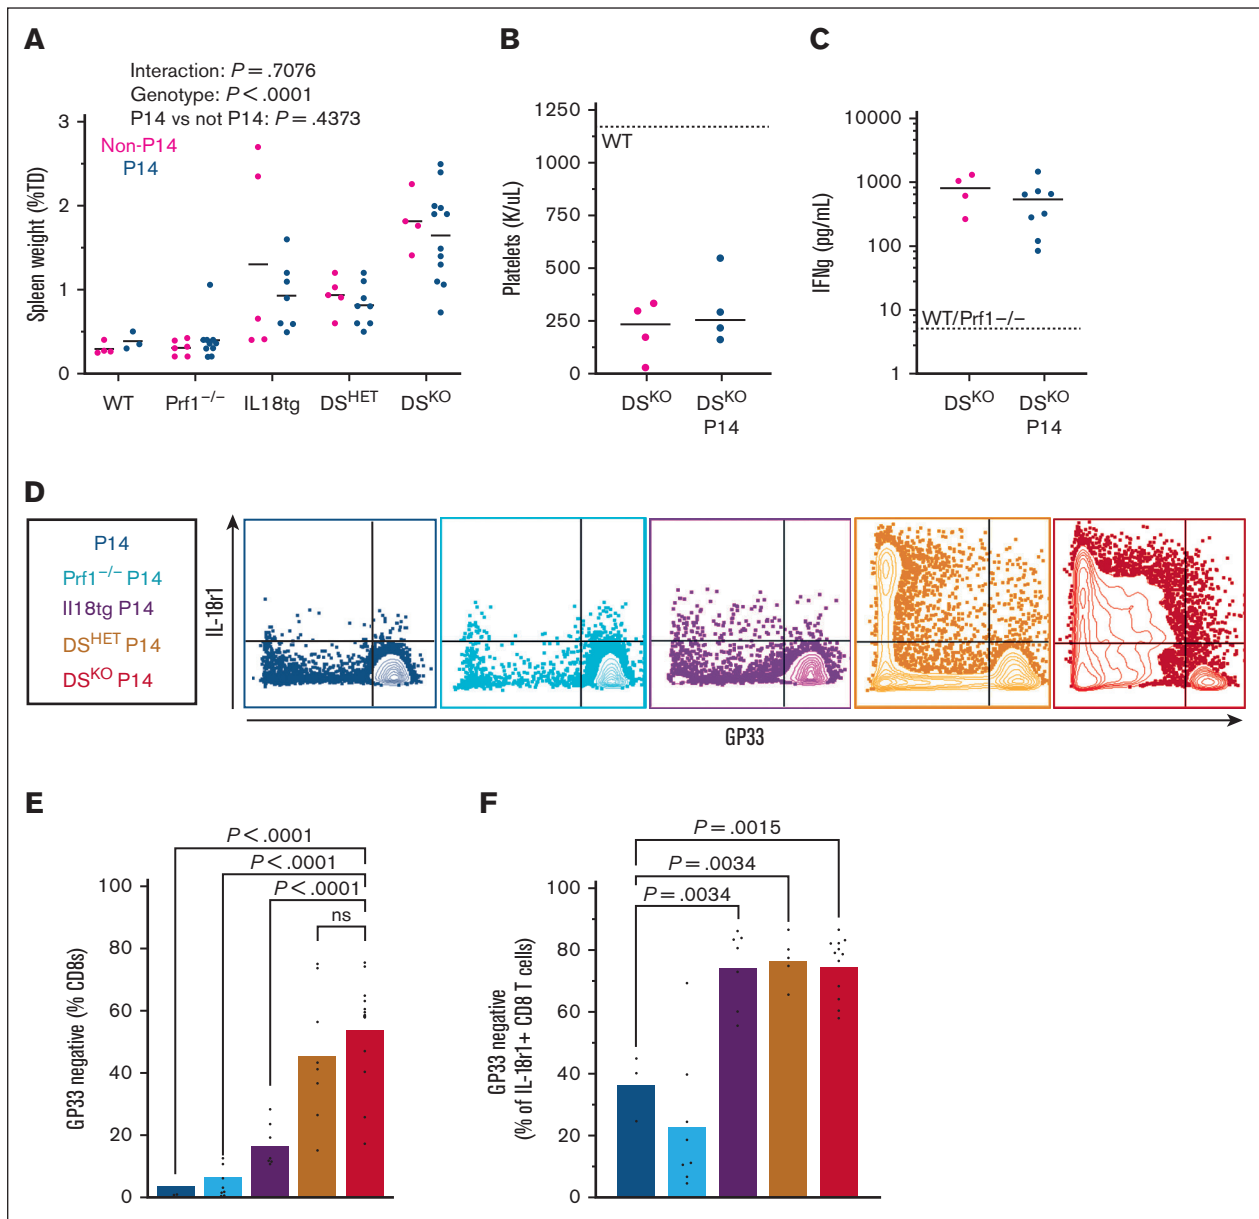 A
Interaction: P = .7076
Genotype: P < .0001
P14 vs not P14: P = .4373
Non-P14
P14
Spleen weight (%TD)
3
2
1
0
WT
Prf1−/−
IL18tg
DSHET
DSKO
B
Platelets (K/uL)
1250
1000
750
500
250
0
WT
DSKO
DSKO
P14
C
IFNg (pg/mL)
10000
1000
100
10
1
WT/Prf1−/−
DSKO
DSKO
P14
D
P14
Prf1−/− P14
Il18tg P14
DSHET P14
DSKO P14
IL-18r1
GP33
E
P < .0001
P < .0001
P < .0001
ns
GP33 negative (% CD8s)
100
80
60
40
20
0
F
P = .0015
P = .0034
P = .0034
GP33 negative
(% of IL-18r1+ CD8 T cells)
100
80
60
40
20
0